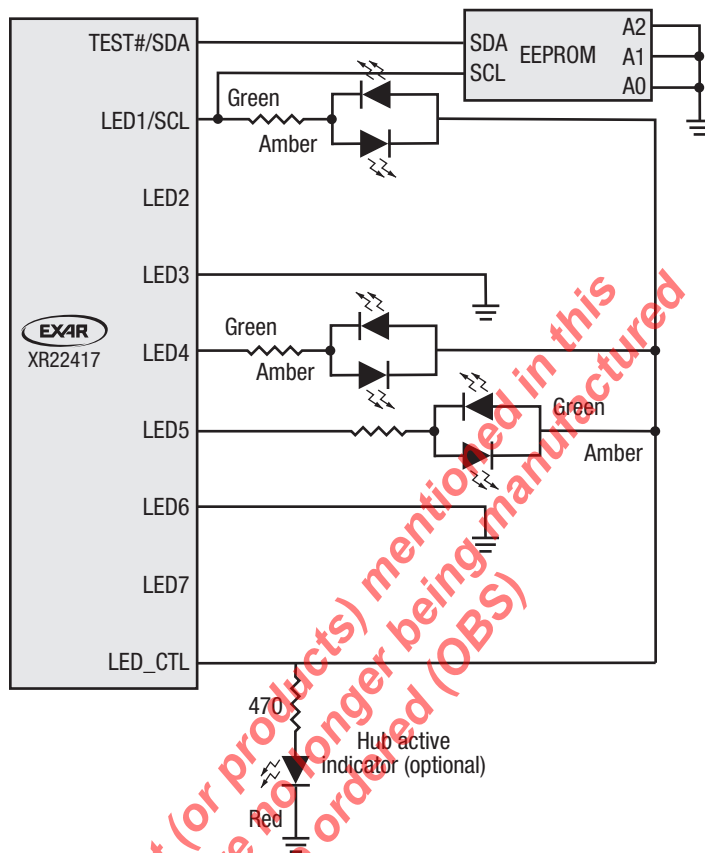 TEST#/SDA
SDA
EEPROM
A2
A1
A0
SCL
Green
LED1/SCL
Amber
LED2
LED3
EXAR
XR22417
Green
LED4
Amber
Green
LED5
Amber
LED6
LED7
LED_CTL
470
Hub active
indicator (optional)
Red
t (or products) mentioned in this
e no longer being manufactured
ordered (OBS)